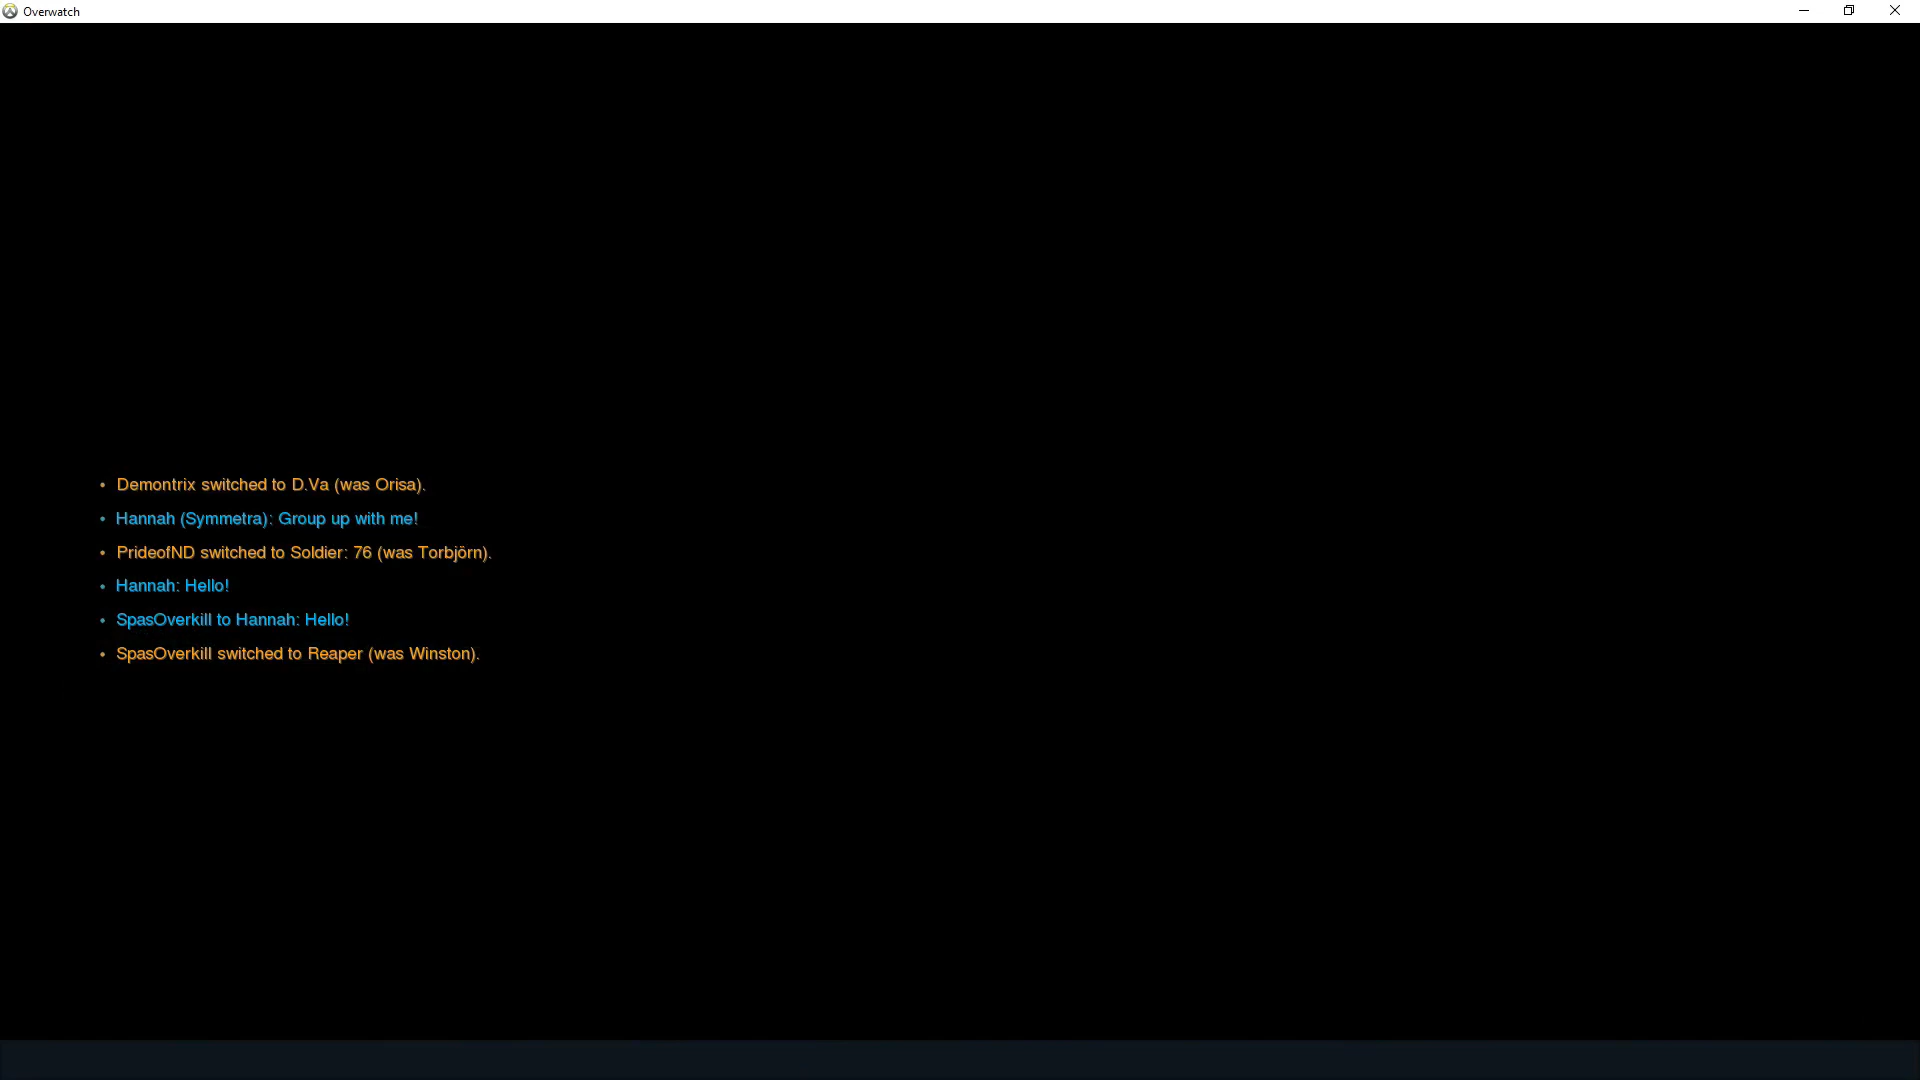 Overwatch
• Demontrix switched to D.Va (was Orisa).
• Hannah (Symmetra): Group up with me!
• PrideofND switched to Soldier: 76 (was Torbjörn).
• Hannah: Hello!
• SpasOverkill to Hannah: Hello!
• SpasOverkill switched to Reaper (was Winston).